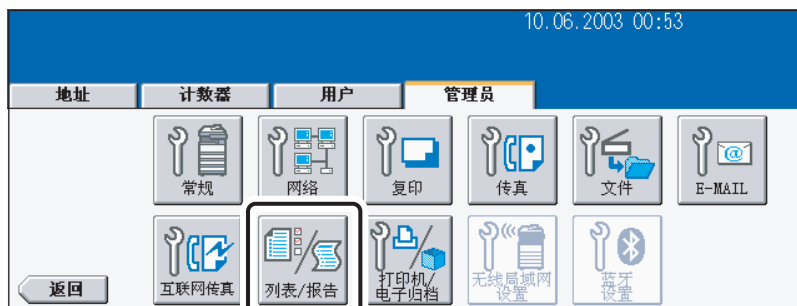 10.06.2003 00:53
地址
计数器
用户
管理员
常规
网络
复印
传真
文件
E-MAIL
互联网传真
列表/报告
打印机/
电子归档
无线局域网
设置
蓝牙
设置
返回